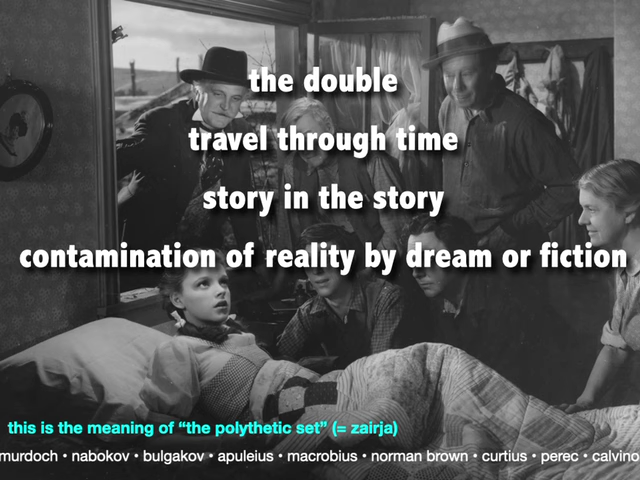 the double
travel through time
story in the story
contamination of reality by dream or fiction
this is the meaning of “the polythetic set” (= zairja)
murdoch • nabokov • bulgakov • apuleius • macrobius • norman brown • curtius • perec • calvino